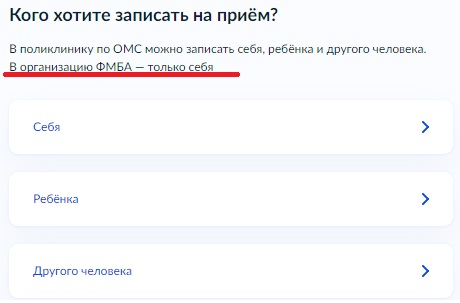 Кого хотите записать на приём?
В поликлинику по ОМС можно записать себя, ребёнка и другого человека.
В организацию ФМБА — только себя
Себя
Ребёнка
Другого человека